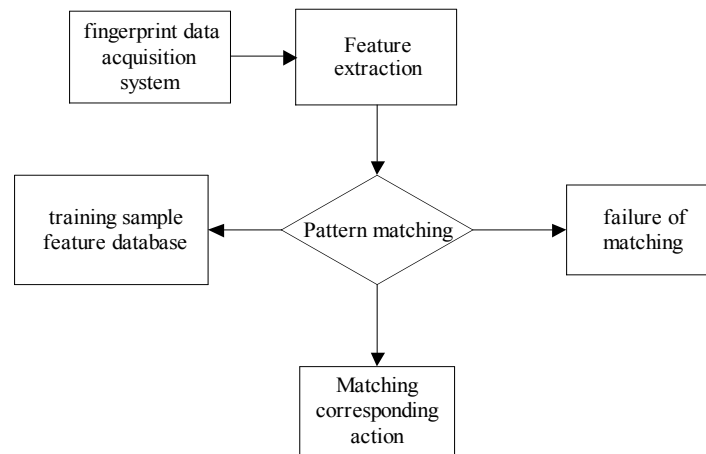 fingerprint data
acquisition
system
Feature
extraction
training sample
feature database
Pattern matching
failure of
matching
Matching
corresponding
action